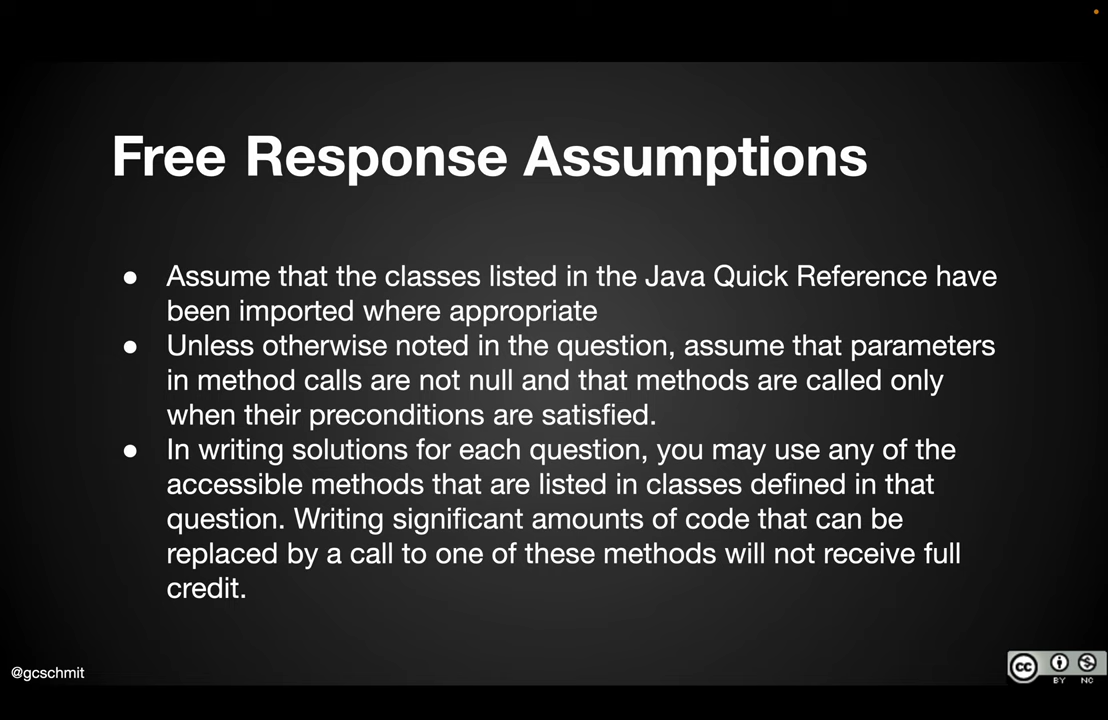 Free Response Assumptions
● Assume that the classes listed in the Java Quick Reference have
been imported where appropriate
● Unless otherwise noted in the question, assume that parameters
in method calls are not null and that methods are called only
when their preconditions are satisfied.
● In writing solutions for each question, you may use any of the
accessible methods that are listed in classes defined in that
question. Writing significant amounts of code that can be
replaced by a call to one of these methods will not receive full
credit.
@gcschmit
cc
BY NC